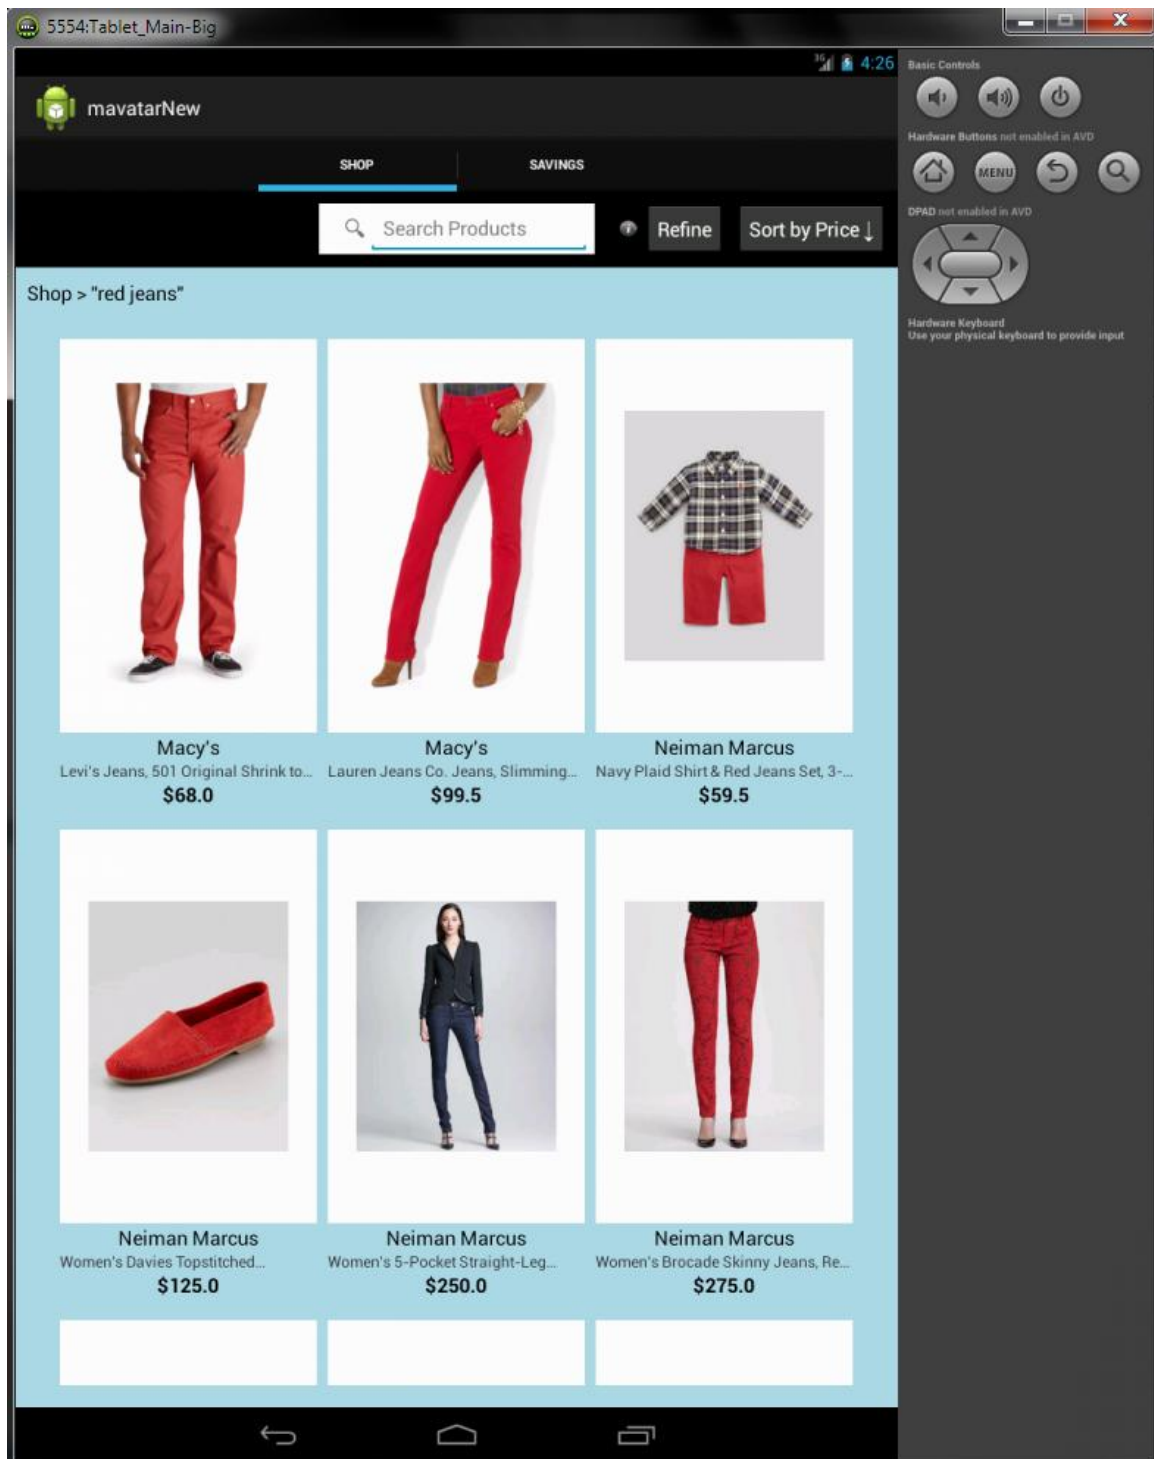 5554:Tablet_Main-Big
3G 4:26
mavatarNew
SHOP SAVINGS
Search Products Refine Sort by Price↓
Shop > "red jeans"
Macy's Macy's Neiman Marcus
Levi's Jeans, 501 Original Shrink to... Lauren Jeans Co. Jeans, Slimming... Navy Plaid Shirt & Red Jeans Set, 3-...
$68.0 $99.5 $59.5
Neiman Marcus Neiman Marcus Neiman Marcus
Women's Davies Topstitched... Women's 5-Pocket Straight-Leg... Women's Brocade Skinny Jeans, Re...
$125.0 $250.0 $275.0
Basic Controls
Hardware Buttons not enabled in AVD
MENU
DPAD not enabled in AVD
Hardware Keyboard
Use your physical keyboard to provide input